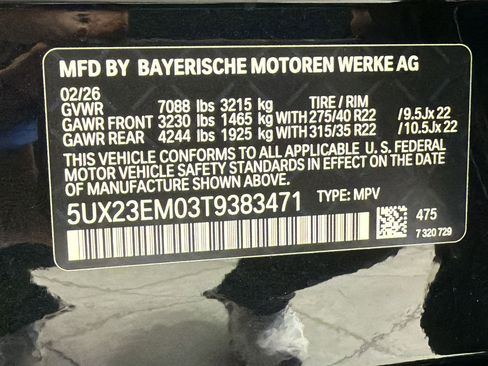 MFD BY BAYERISCHE MOTOREN WERKE AG
02/26
GVWR 7088 lbs 3215 kg TIRE / RIM
GAWR FRONT 3230 lbs 1465 kg WITH 275/40 R22 / 9.5Jx 22
GAWR REAR 4244 lbs 1925 kg WITH 315/35 R22 / 10.5Jx 22
THIS VEHICLE CONFORMS TO ALL APPLICABLE U. S. FEDERAL
MOTOR VEHICLE SAFETY STANDARDS IN EFFECT ON THE
DATE OF MANUFACTURE SHOWN ABOVE.
5UX23EM03T9383471 TYPE: MPV
475
7 320 729